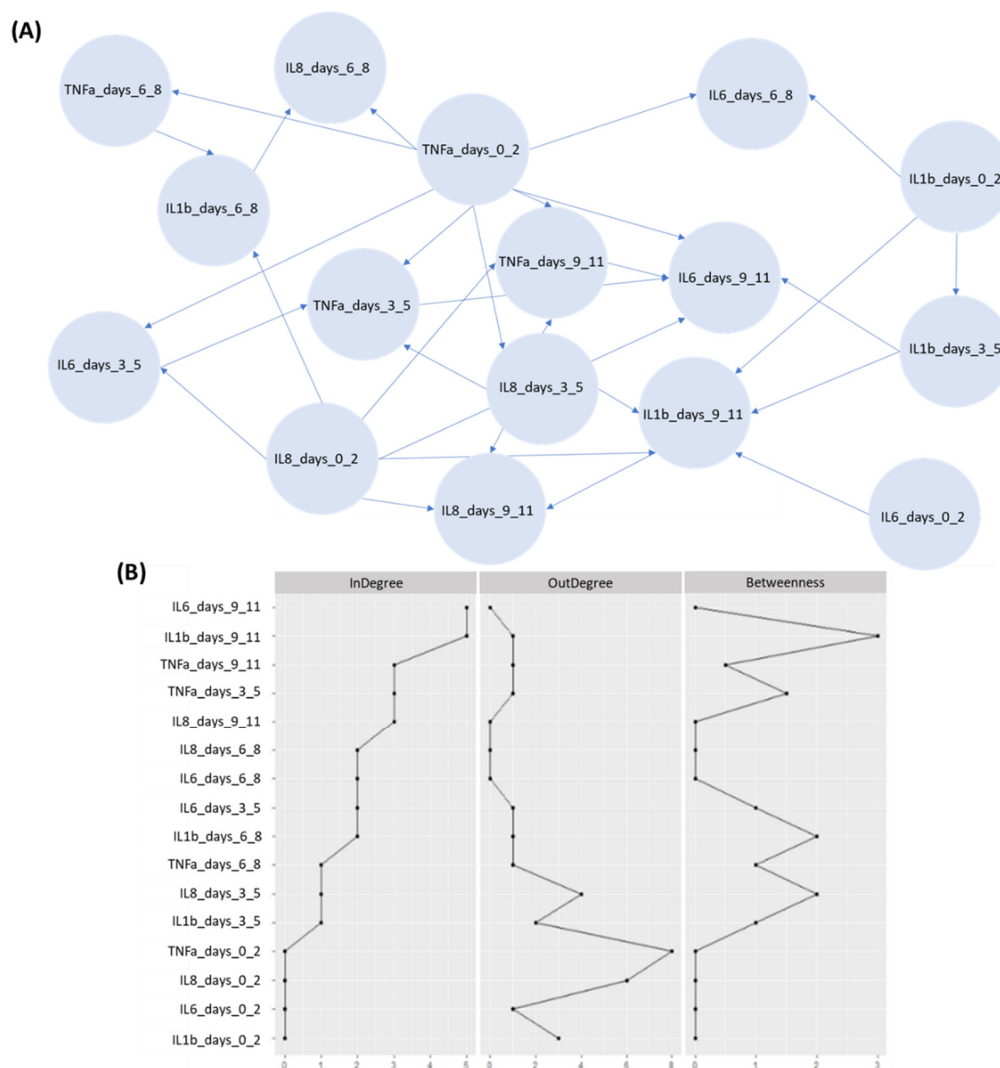 (A)
IL8_days_6_8
TNFa_days_6_8
IL6_days_6_8
TNFa_days_0_2
IL1b_days_0_2
IL1b_days_6_8
TNFa_days_9_11
IL6_days_9_11
TNFa_days_3_5
IL1b_days_3_5
IL6_days_3_5
IL8_days_3_5
IL1b_days_9_11
IL8_days_0_2
IL8_days_9_11
IL6_days_0_2
(B)
InDegree OutDegree Betweenness
IL6_days_9_11
IL1b_days_9_11
TNFa_days_9_11
TNFa_days_3_5
IL8_days_9_11
IL8_days_6_8
IL6_days_6_8
IL6_days_3_5
IL1b_days_6_8
TNFa_days_6_8
IL8_days_3_5
IL1b_days_3_5
TNFa_days_0_2
IL8_days_0_2
IL6_days_0_2
IL1b_days_0_2
0 1 2 3 4 5 0 2 4 6 8 0 1 2 3